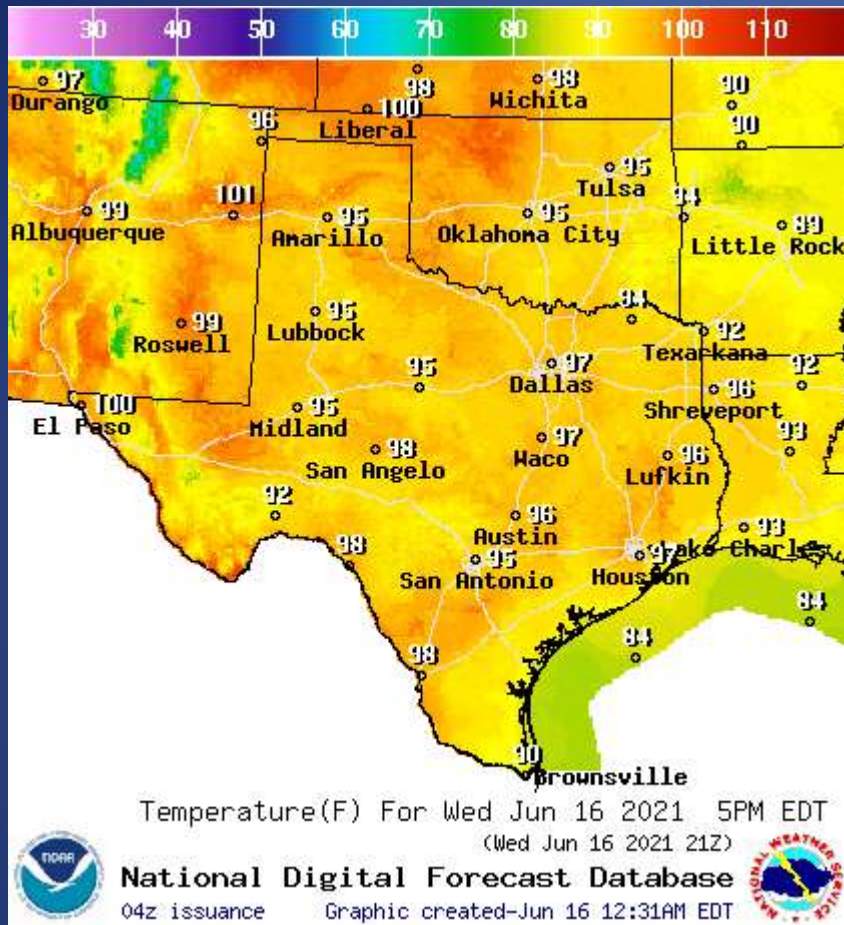 30 40 50 60 70 80 90 100 110
97 98 98 90
Durango 100 Wichita
96 Liberal 90
95
Tulsa
99 101 95 95 94 89
Albuquerque Amarillo Oklahoma City Little Rock
99 95 94 92
Roswell Lubbock Texarkana
95 97 92
Dallas 96
100 95 Shreveport
El Paso Midland
98 97 96 93
San Angelo Waco Lufkin
92 96 93
Austin
98 95 97 Lake Charles
San Antonio Houston
84
98 84
90
Brownsville
Temperature(F) For Wed Jun 16 2021 5PM EDT
(Wed Jun 16 2021 21Z)
National Digital Forecast Database
04z issuance Graphic created-Jun 16 12:31AM EDT
NOAA
NATIONAL WEATHER SERVICE